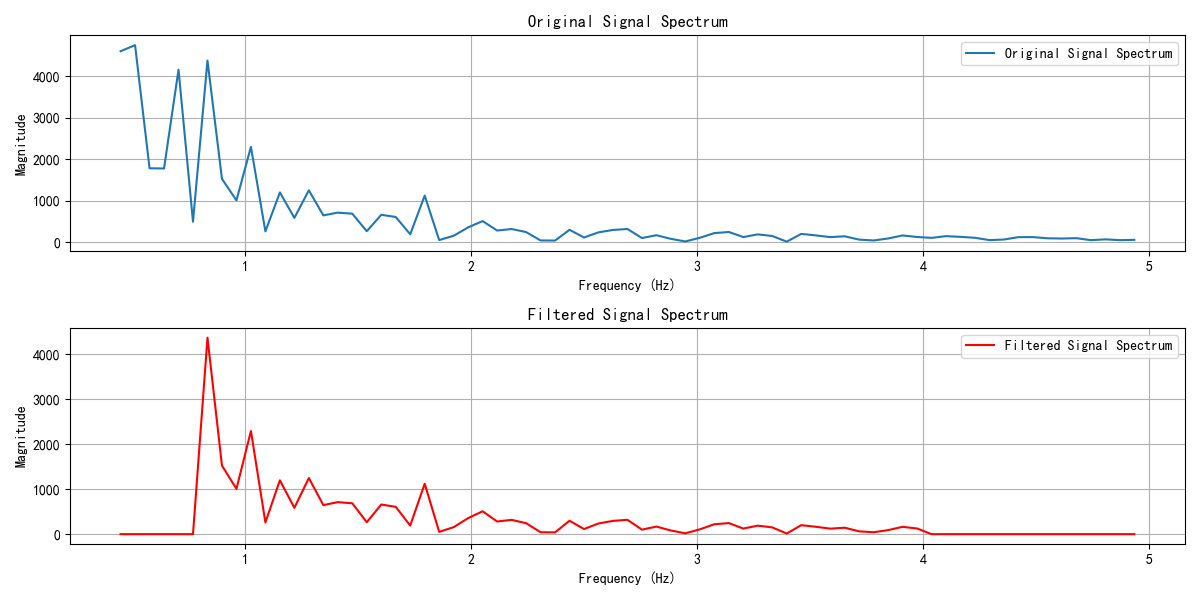 Original Signal Spectrum
Original Signal Spectrum
4000
3000
2000
1000
0
Magnitude
1 2 3 4 5
Frequency (Hz)
Filtered Signal Spectrum
Filtered Signal Spectrum
4000
3000
2000
1000
0
Magnitude
1 2 3 4 5
Frequency (Hz)